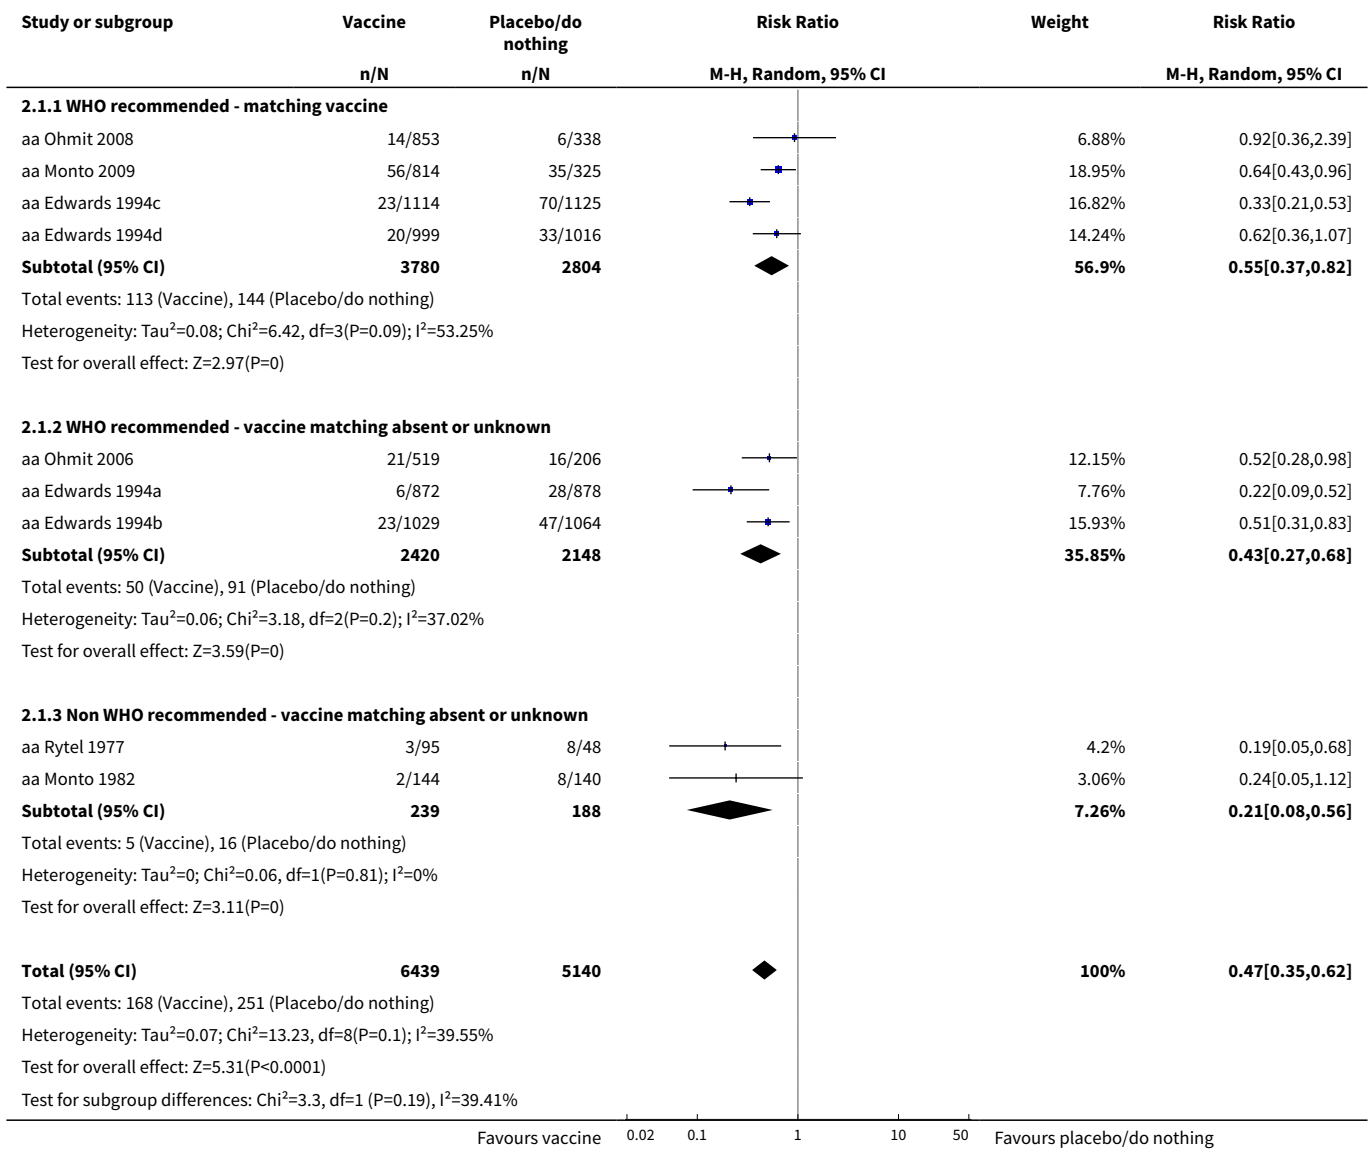 Study or subgroup Vaccine Placebo/do nothing Risk Ratio Weight Risk Ratio
n/N n/N M-H, Random, 95% CI M-H, Random, 95% CI
2.1.1 WHO recommended - matching vaccine
aa Ohmit 2008 14/853 6/338 6.88% 0.92[0.36,2.39]
aa Monto 2009 56/814 35/325 18.95% 0.64[0.43,0.96]
aa Edwards 1994c 23/1114 70/1125 16.82% 0.33[0.21,0.53]
aa Edwards 1994d 20/999 33/1016 14.24% 0.62[0.36,1.07]
Subtotal (95% CI) 3780 2804 56.9% 0.55[0.37,0.82]
Total events: 113 (Vaccine), 144 (Placebo/do nothing)
Heterogeneity: Tau²=0.08; Chi²=6.42, df=3(P=0.09); I²=53.25%
Test for overall effect: Z=2.97(P=0)
2.1.2 WHO recommended - vaccine matching absent or unknown
aa Ohmit 2006 21/519 16/206 12.15% 0.52[0.28,0.98]
aa Edwards 1994a 6/872 28/878 7.76% 0.22[0.09,0.52]
aa Edwards 1994b 23/1029 47/1064 15.93% 0.51[0.31,0.83]
Subtotal (95% CI) 2420 2148 35.85% 0.43[0.27,0.68]
Total events: 50 (Vaccine), 91 (Placebo/do nothing)
Heterogeneity: Tau²=0.06; Chi²=3.18, df=2(P=0.2); I²=37.02%
Test for overall effect: Z=3.59(P=0)
2.1.3 Non WHO recommended - vaccine matching absent or unknown
aa Rytel 1977 3/95 8/48 4.2% 0.19[0.05,0.68]
aa Monto 1982 2/144 8/140 3.06% 0.24[0.05,1.12]
Subtotal (95% CI) 239 188 7.26% 0.21[0.08,0.56]
Total events: 5 (Vaccine), 16 (Placebo/do nothing)
Heterogeneity: Tau²=0; Chi²=0.06, df=1(P=0.81); I²=0%
Test for overall effect: Z=3.11(P=0)
Total (95% CI) 6439 5140 100% 0.47[0.35,0.62]
Total events: 168 (Vaccine), 251 (Placebo/do nothing)
Heterogeneity: Tau²=0.07; Chi²=13.23, df=8(P=0.1); I²=39.55%
Test for overall effect: Z=5.31(P<0.0001)
Test for subgroup differences: Chi²=3.3, df=1 (P=0.19), I²=39.41%
Favours vaccine 0.02 0.1 1 10 50 Favours placebo/do nothing